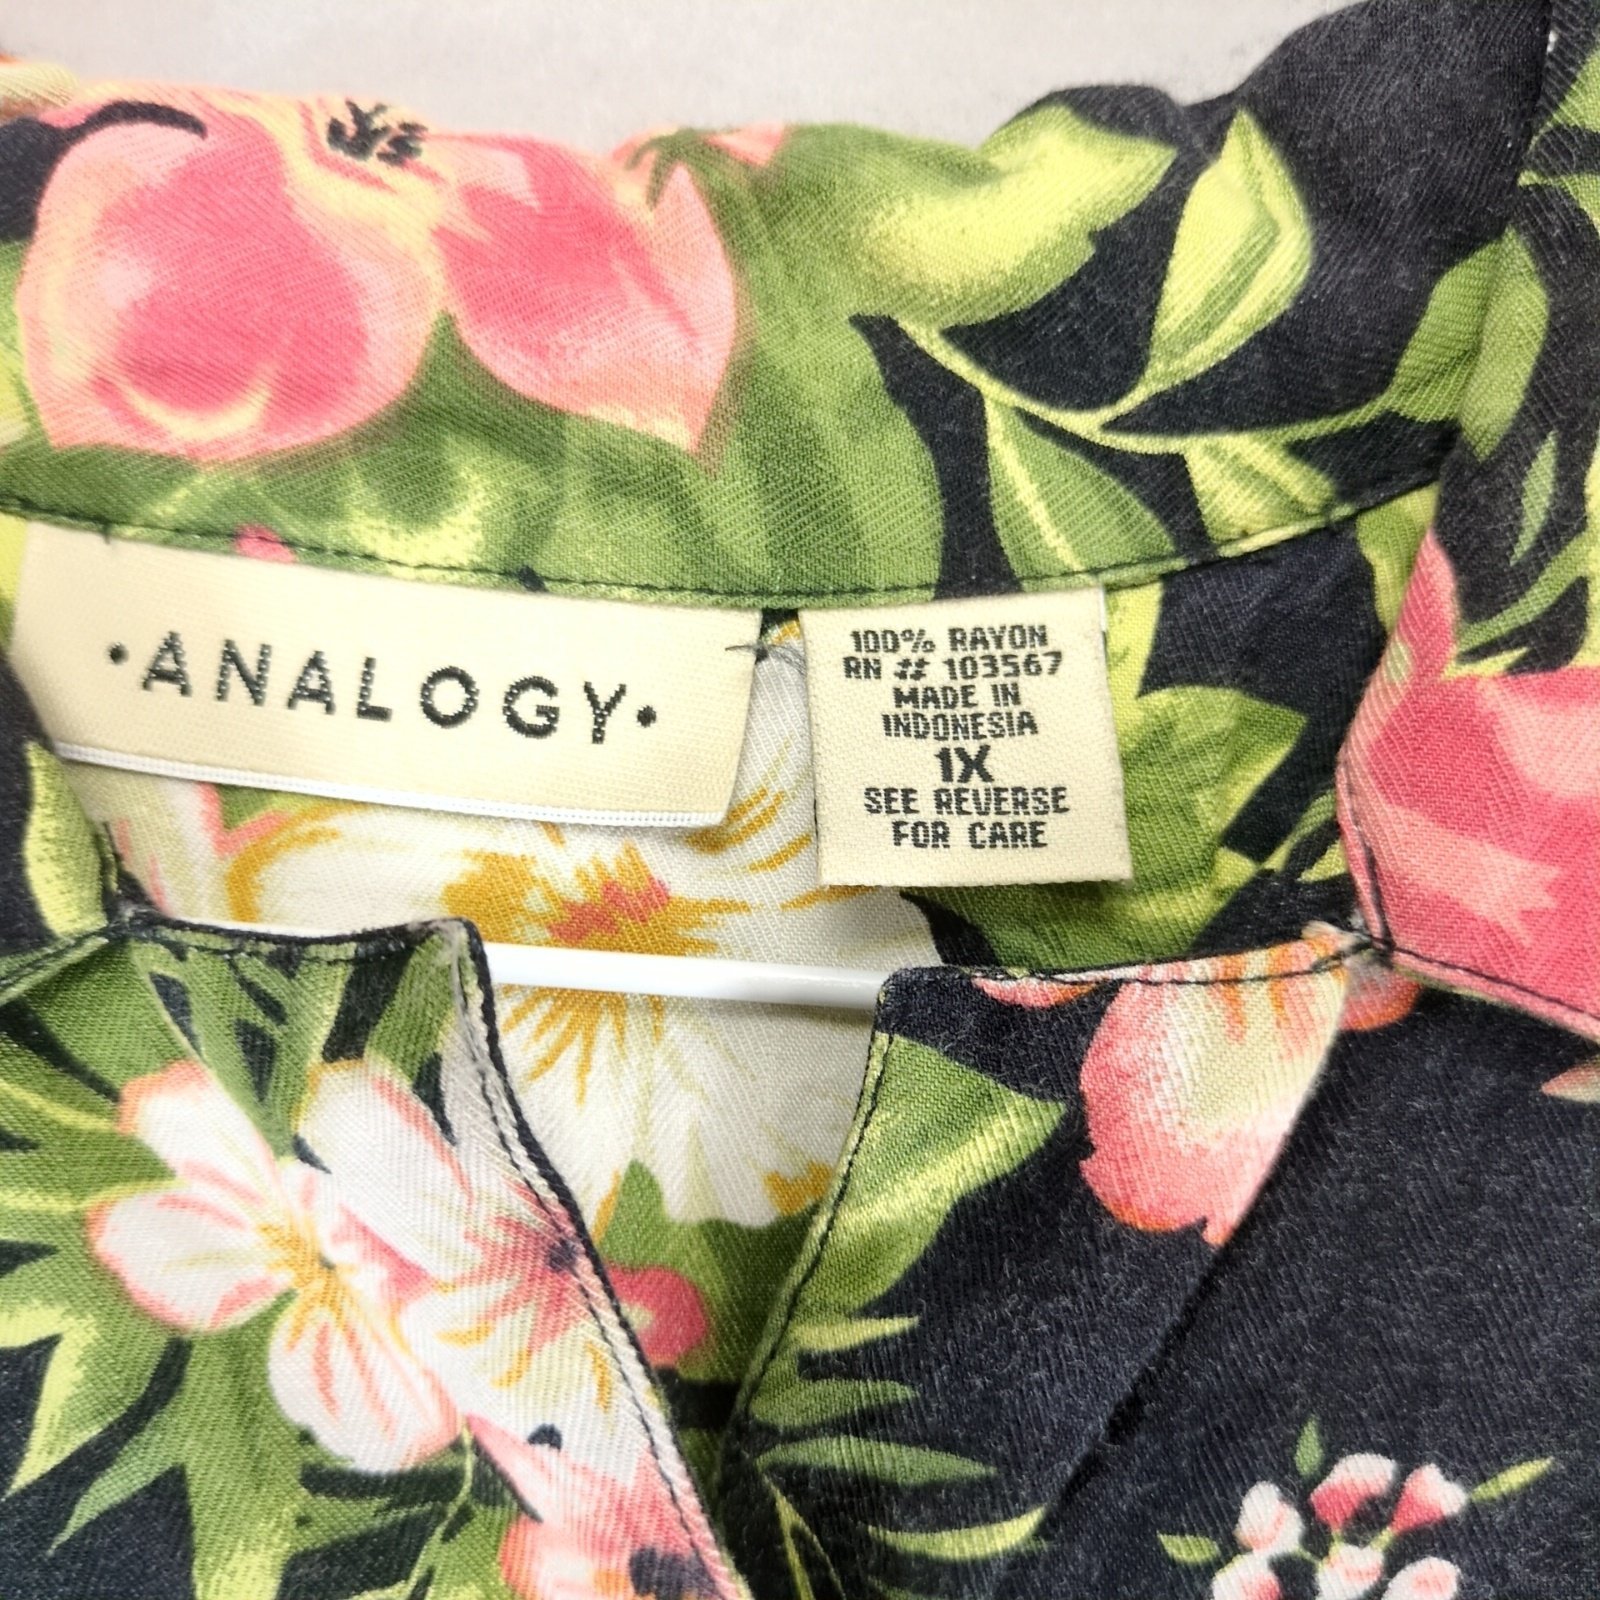 •ANALOGY•
100% RAYON
RN # 103567
MADE IN
INDONESIA
1X
SEE REVERSE
FOR CARE